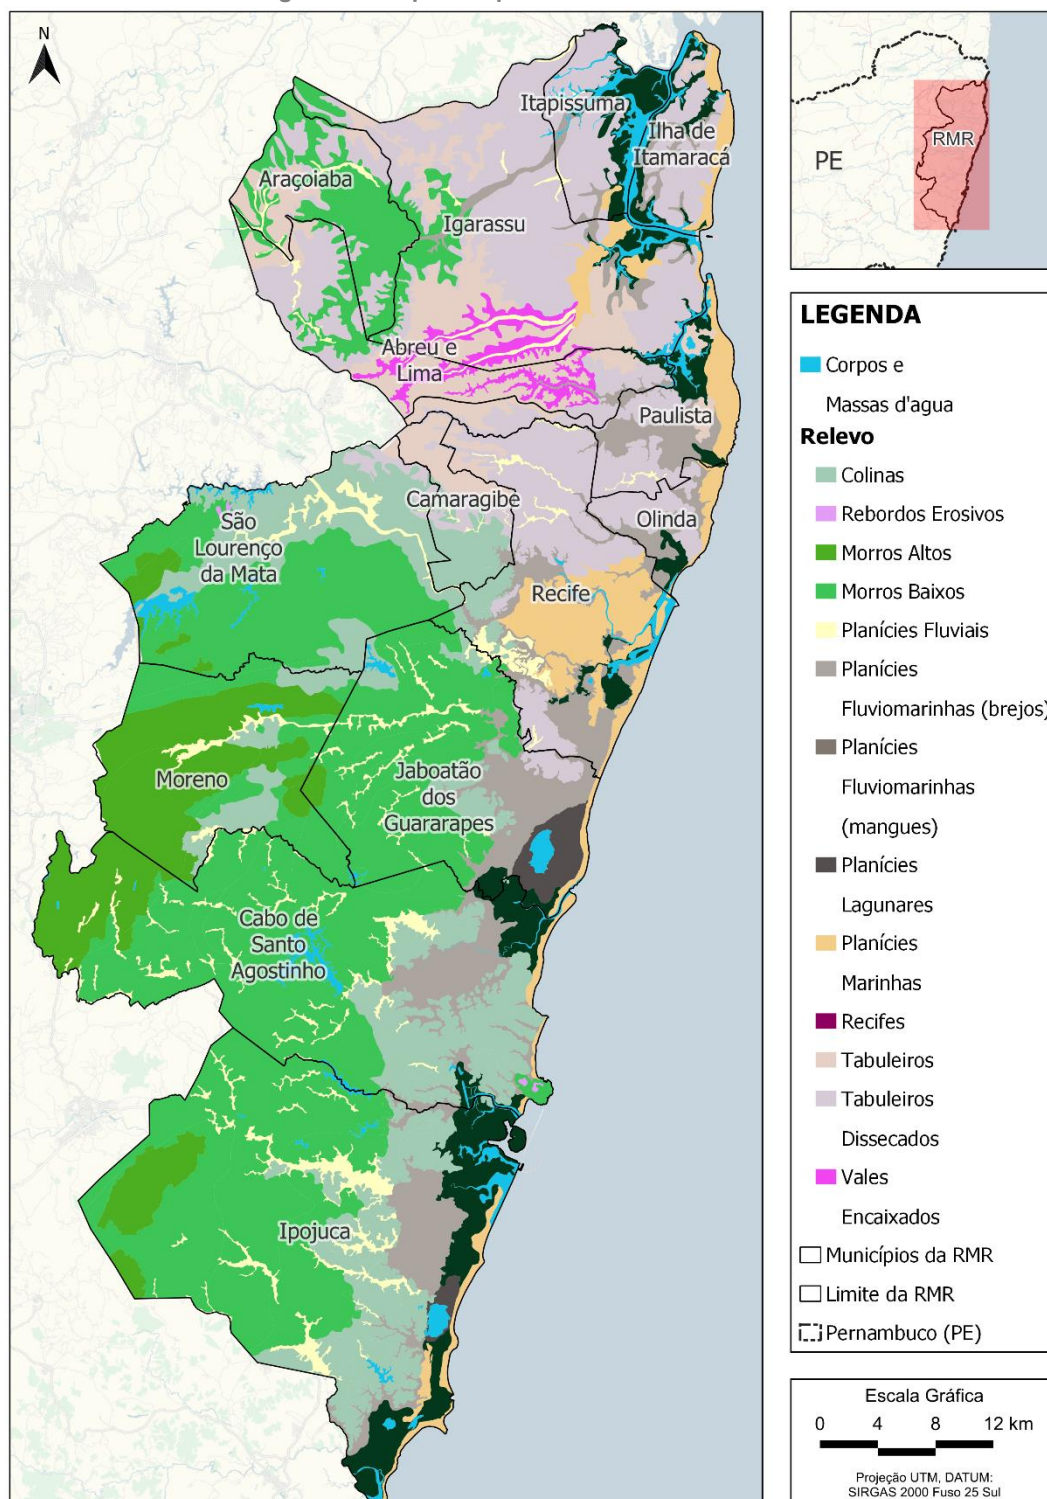 N
Itapissuma
Ilha de
Itamaracá
Araçoiaba
Igarassu
Abreu e
Lima
Paulista
Camaragibe
Olinda
São
Lourenço
da Mata
Recife
Moreno
Jaboatão
dos
Guararapes
Cabo de
Santo
Agostinho
Ipojuca
PE
RMR
LEGENDA
Corpos e
Massas d'agua
Relevo
Colinas
Rebordos Erosivos
Morros Altos
Morros Baixos
Planícies Fluviais
Planícies
Fluviomarinhas (brejos)
Planícies
Fluviomarinhas
(mangues)
Planícies
Lagunares
Planícies
Marinhas
Recifes
Tabuleiros
Tabuleiros
Dissecados
Vales
Encaixados
Municípios da RMR
Limite da RMR
Pernambuco (PE)
Escala Gráfica
0 4 8 12 km
Projeção UTM, DATUM:
SIRGAS 2000 Fuso 25 Sul